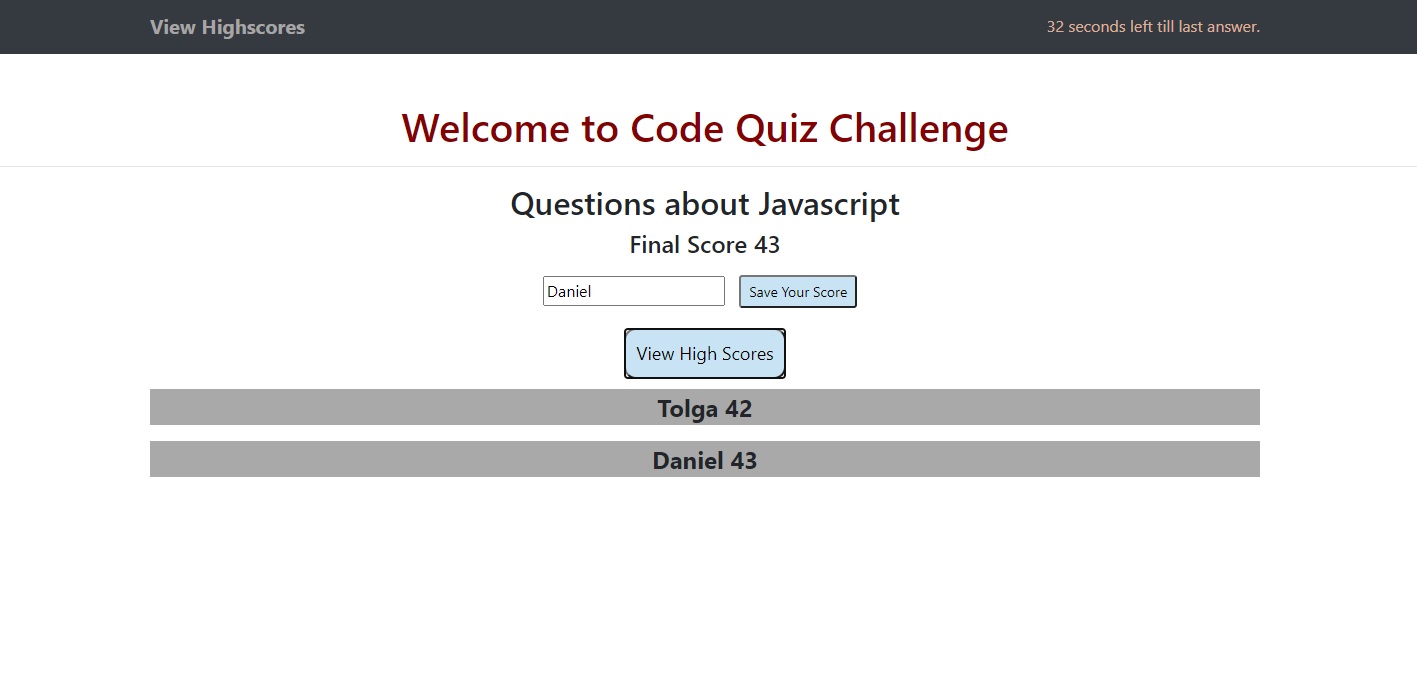 View Highscores
32 seconds left till last answer.
Welcome to Code Quiz Challenge
Questions about Javascript
Final Score 43
Daniel
Save Your Score
View High Scores
Tolga 42
Daniel 43